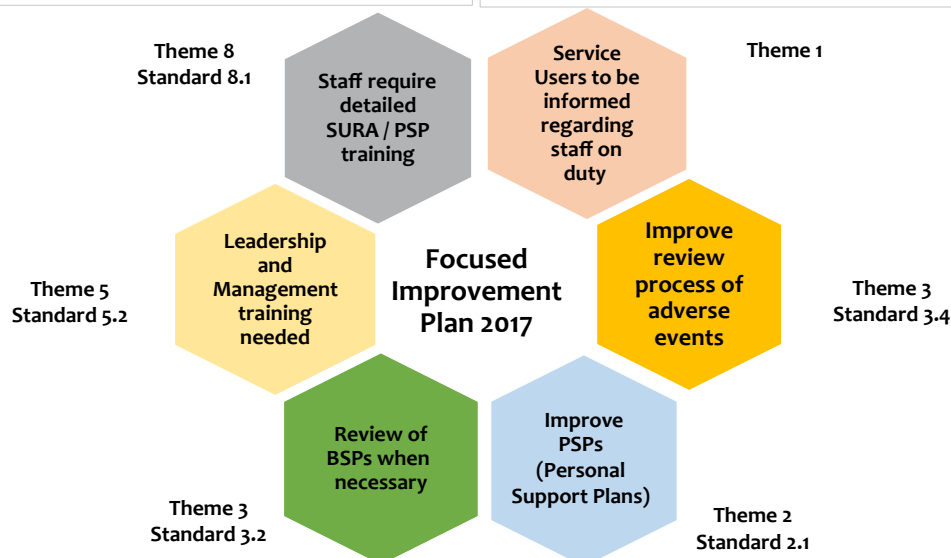 Theme 8
Standard 8.1
Staff require
detailed
SURA / PSP
training
Service
Users to be
informed
regarding
staff on
duty
Theme 1
Leadership
and
Management
training
needed
Focused
Improvement
Plan 2017
Improve
review
process of
adverse
events
Theme 5
Standard 5.2
Theme 3
Standard 3.4
Review of
BSPs when
necessary
Improve
PSPs
(Personal
Support Plans)
Theme 3
Standard 3.2
Theme 2
Standard 2.1